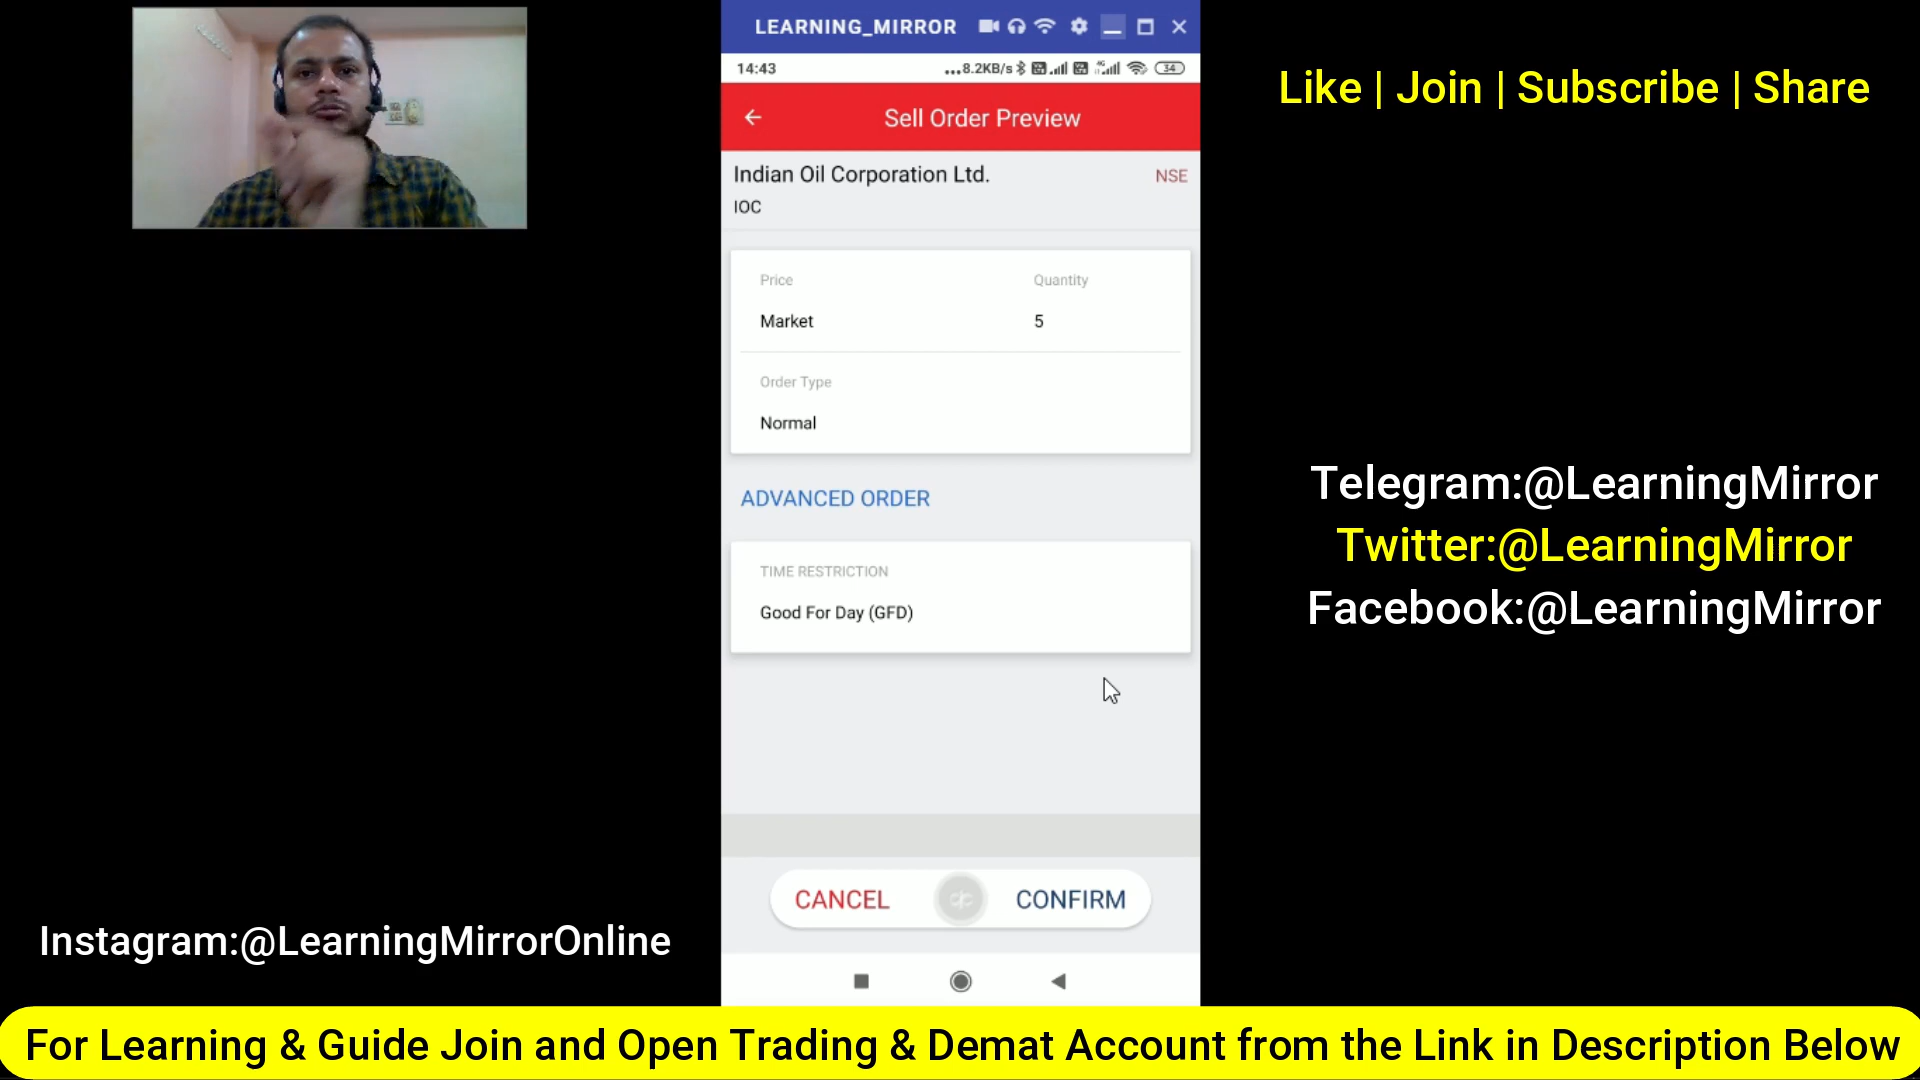 LEARNING_MIRROR
14:43
...8.2KB/s
34
Sell Order Preview
Indian Oil Corporation Ltd.
NSE
IOC
Price
Quantity
Market
5
Order Type
Normal
ADVANCED ORDER
TIME RESTRICTION
Good For Day (GFD)
CANCEL
CONFIRM
Like | Join | Subscribe | Share
Telegram:@LearningMirror
Twitter:@LearningMirror
Facebook:@LearningMirror
Instagram:@LearningMirrorOnline
For Learning & Guide Join and Open Trading & Demat Account from the Link in Description Below